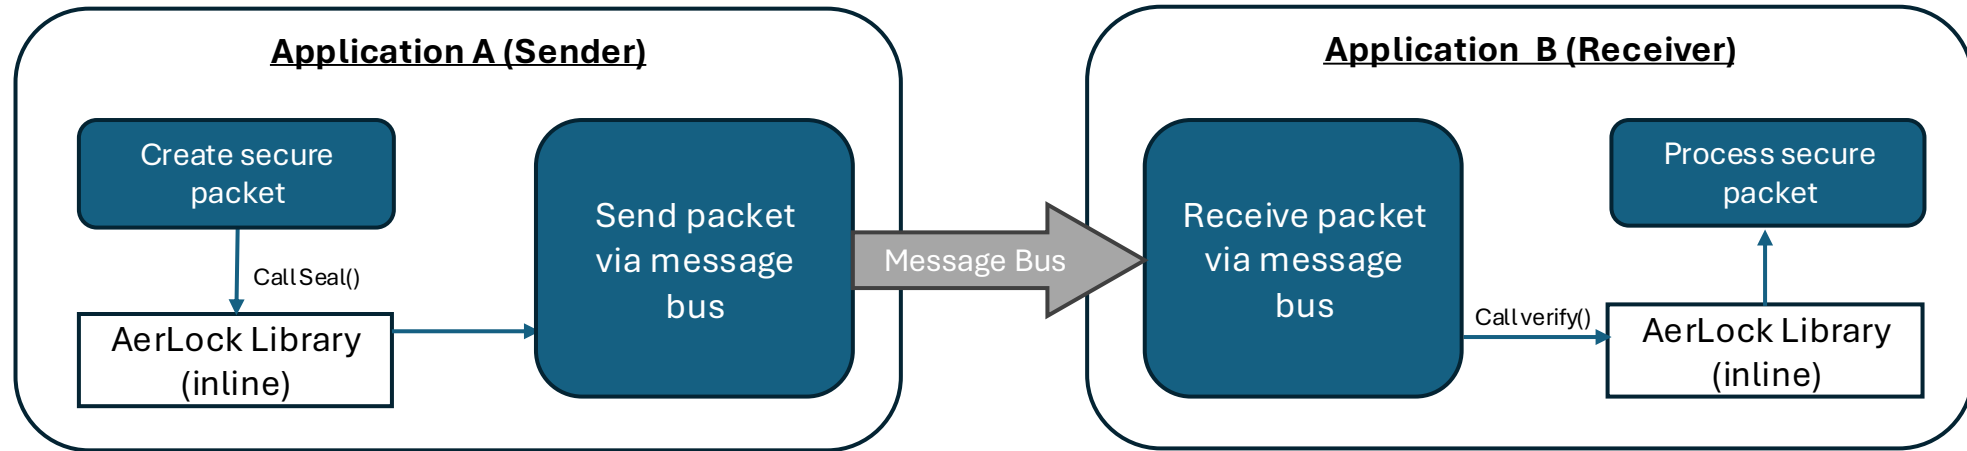 Application A (Sender)
Create secure
packet
Call Seal()
AerLock Library
(inline)
Send packet
via message
bus
Message Bus
Application B (Receiver)
Receive packet
via message
bus
Call verify()
AerLock Library
(inline)
Process secure
packet